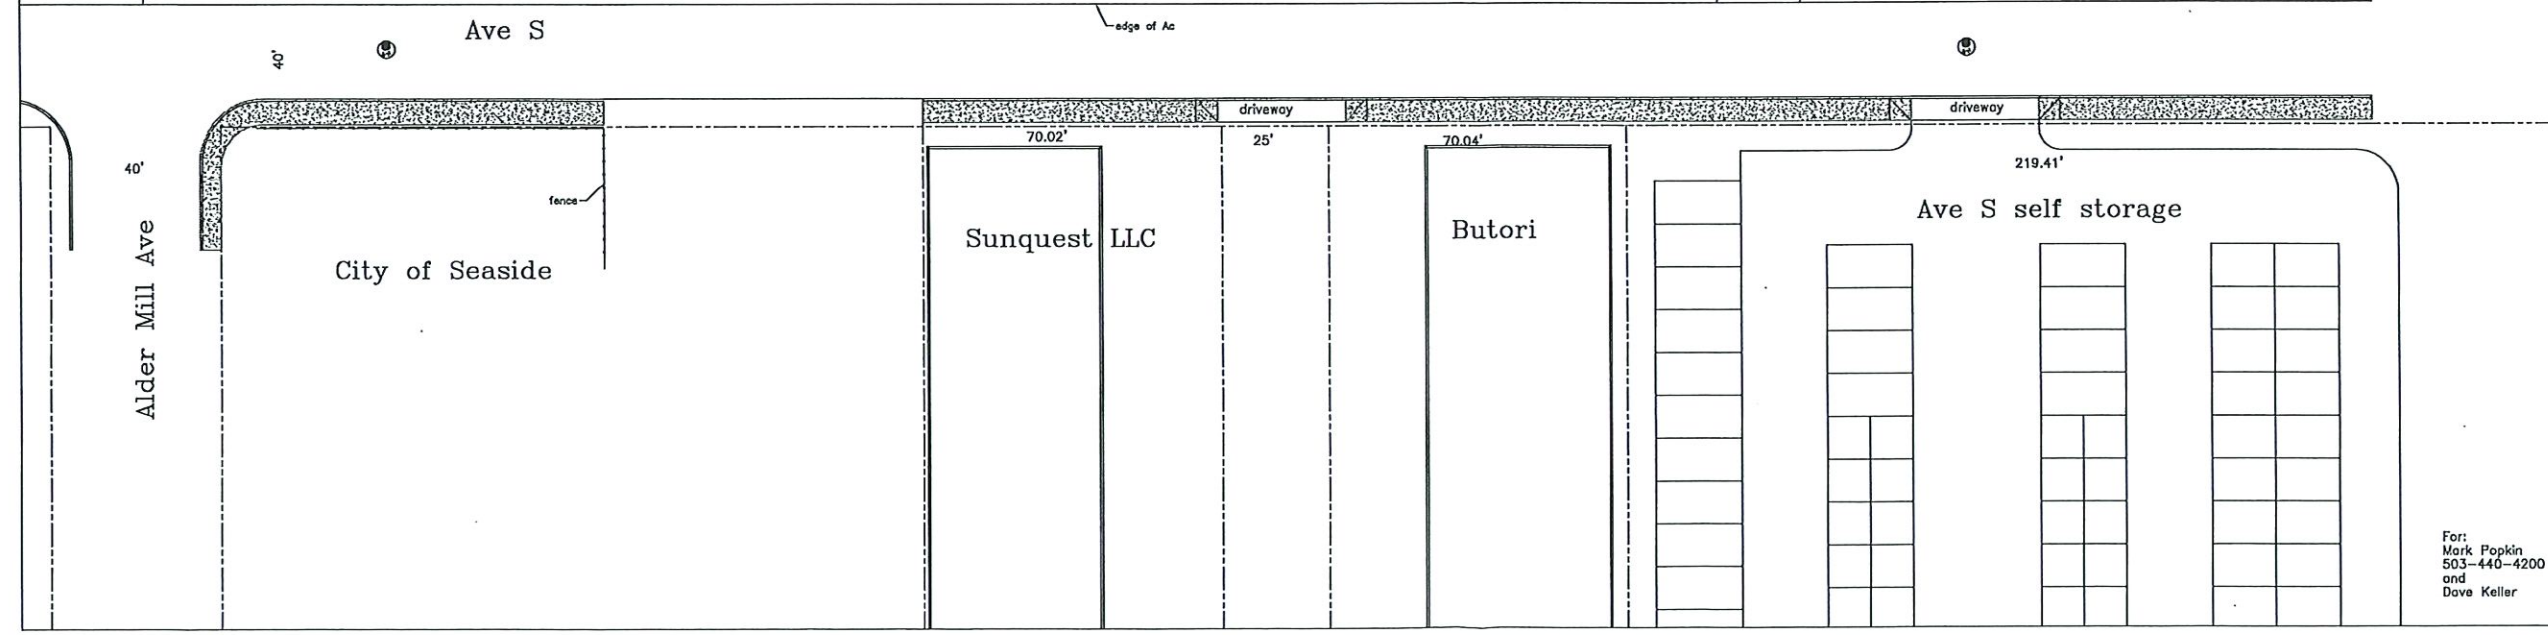 Ave S
edge of Ac
40'
driveway
driveway
70.02'
25'
70.04'
219.41'
40'
fence
Ave S self storage
Sunquest LLC
Butori
City of Seaside
Alder Mill Ave
For:
Mark Popkin
503-440-4200
and
Dave Keller